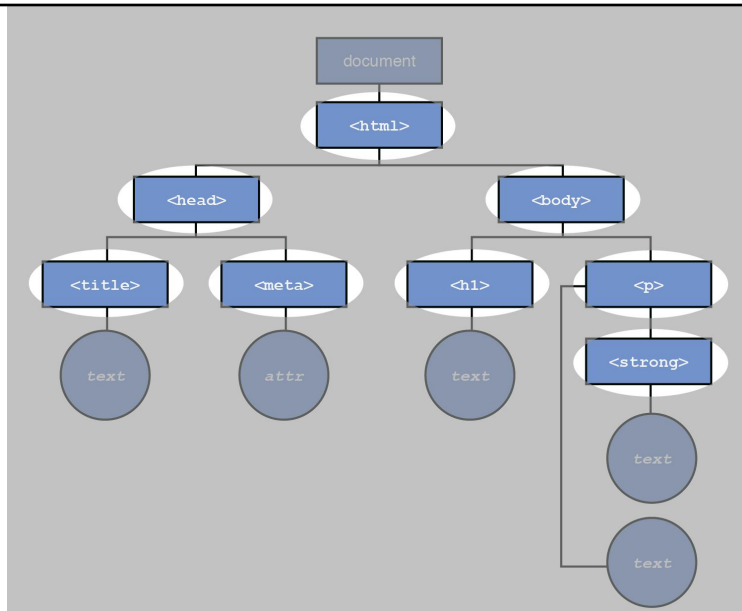 document
<html>
<head>
<body>
<title>
<meta>
<h1>
<p>
<strong>
text
attr
text
text
text